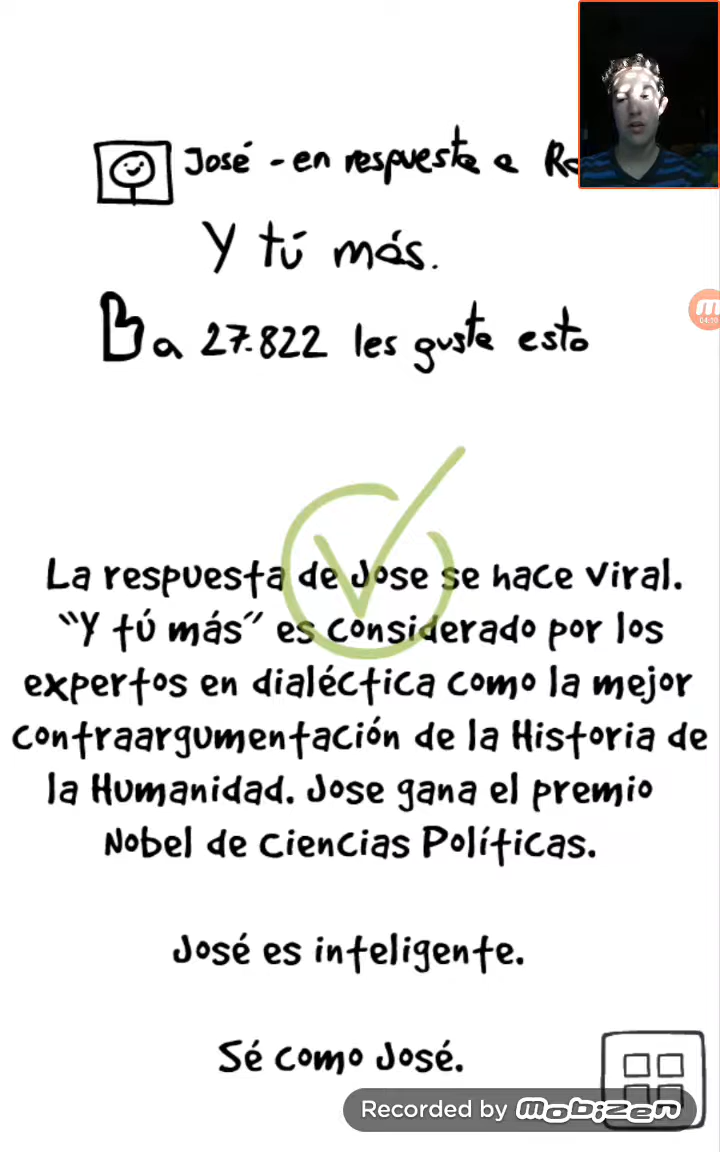 José - en respuesta a
Y tú más.
a 27.822 les gusta esto
La respuesta de Jose se hace viral.
"Y tú más" es considerado por los
expertos en dialéctica como la mejor
contraargumentación de la Historia de
la Humanidad. Jose gana el premio
Nobel de Ciencias Políticas.
José es inteligente.
Sé como José.
Recorded by Mobizen